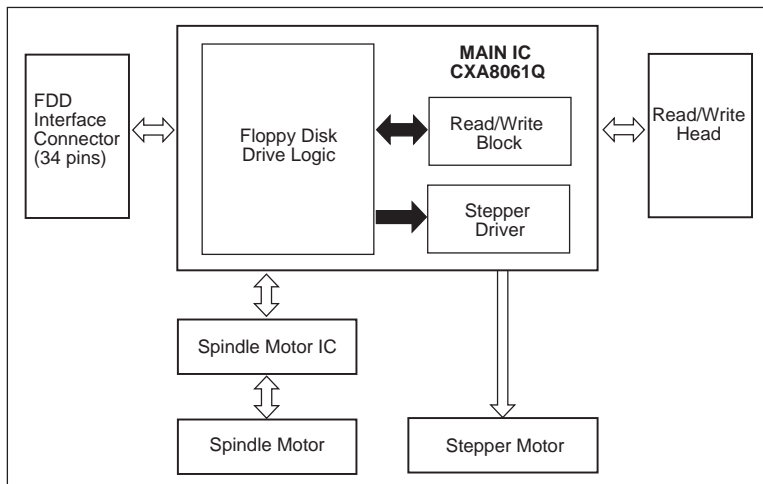 MAIN IC
CXA8061Q
FDD
Interface
Connector
(34 pins)
Floppy Disk
Drive Logic
Read/Write
Block
Read/Write
Head
Stepper
Driver
Spindle Motor IC
Spindle Motor
Stepper Motor